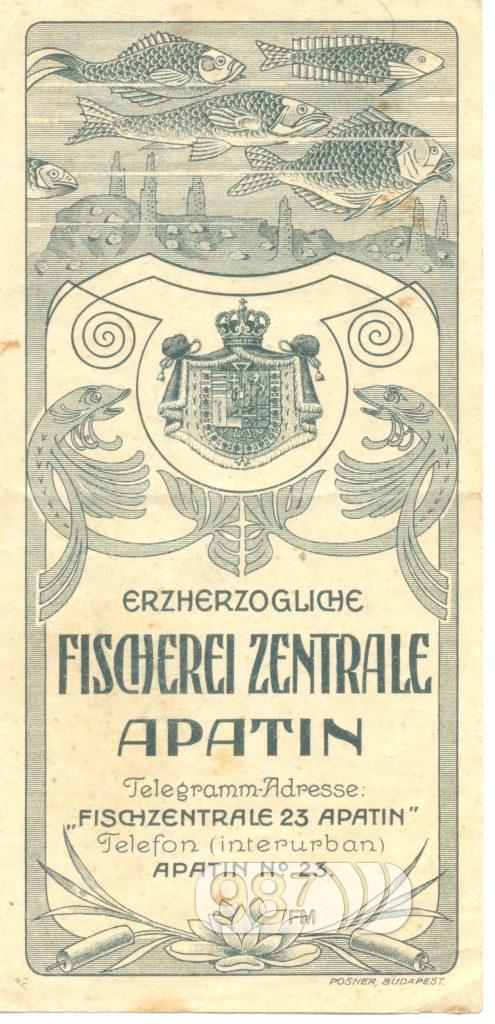 ERZHERZOGLICHE
FISCHEREI ZENTRALE
APATIN
Telegramm-Adresse:
„FISCHZENTRALE 23 APATIN"
Telefon (interurban)
APATIN No 23.
987
FM
POSNER, BUDAPEST.